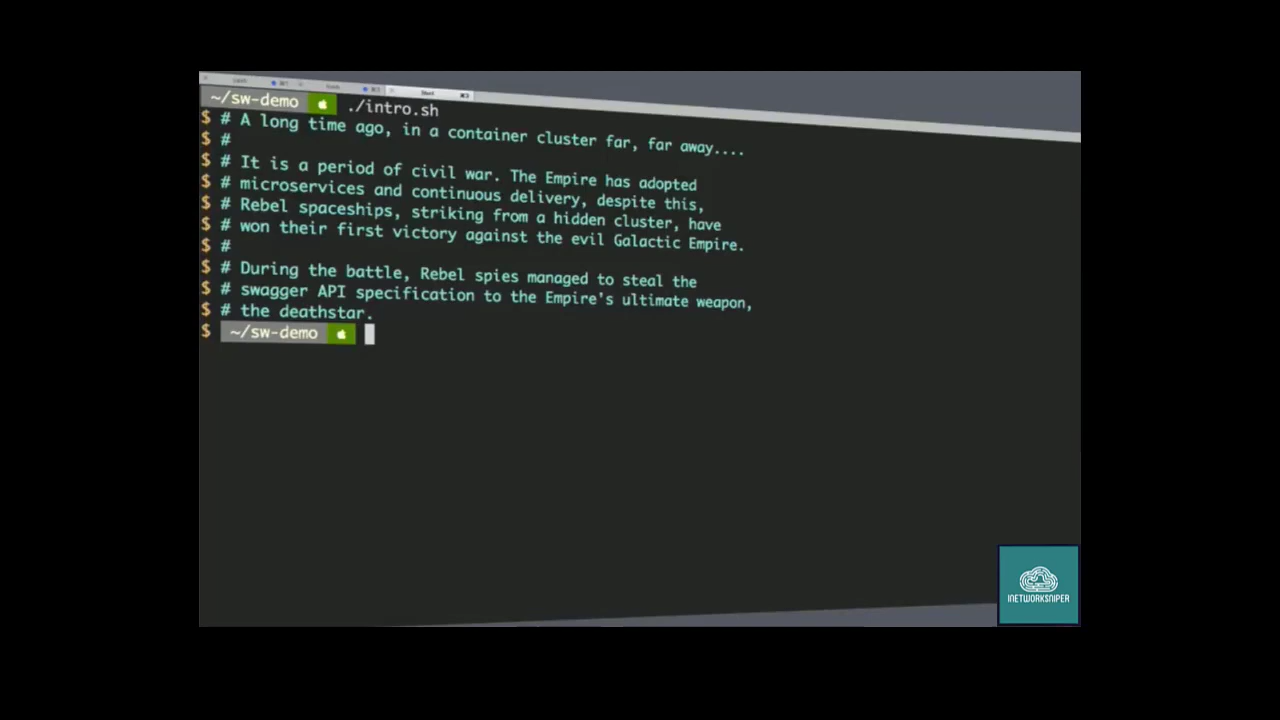 ~/sw-demo ./intro.sh
$ # A long time ago, in a container cluster far, far away....
$ #
$ # It is a period of civil war. The Empire has adopted
$ # microservices and continuous delivery, despite this,
$ # Rebel spaceships, striking from a hidden cluster, have
$ # won their first victory against the evil Galactic Empire.
$ #
$ # During the battle, Rebel spies managed to steal the
$ # swagger API specification to the Empire's ultimate weapon,
$ # the deathstar.
$ ~/sw-demo
INETWORKSNIPER